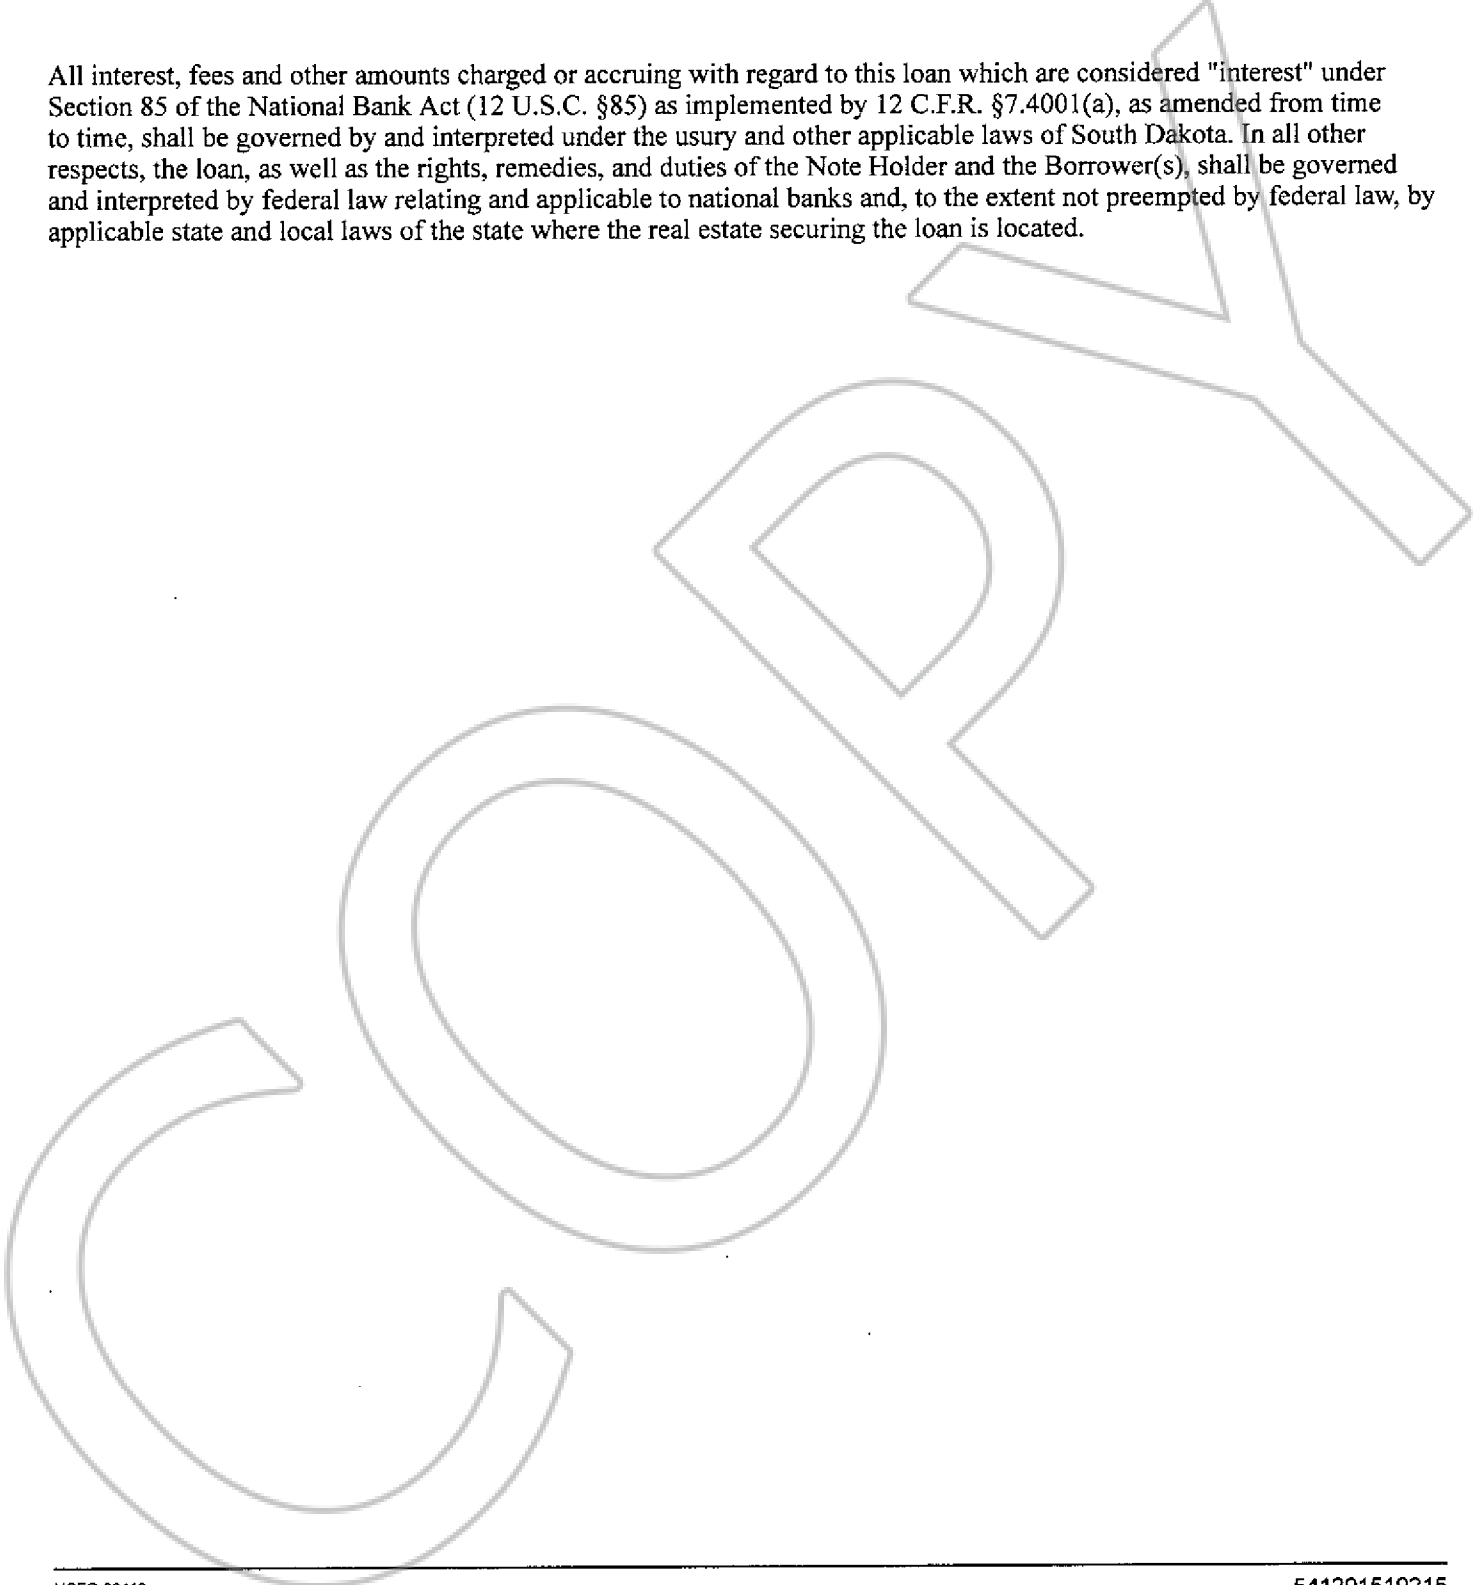 All interest, fees and other amounts charged or accruing with regard to this loan which are considered "interest" under
Section 85 of the National Bank Act (12 U.S.C. §85) as implemented by 12 C.F.R. §7.4001(a), as amended from time
to time, shall be governed by and interpreted under the usury and other applicable laws of South Dakota. In all other
respects, the loan, as well as the rights, remedies, and duties of the Note Holder and the Borrower(s), shall be governed
and interpreted by federal law relating and applicable to national banks and, to the extent not preempted by federal law, by
applicable state and local laws of the state where the real estate securing the loan is located.
COPY